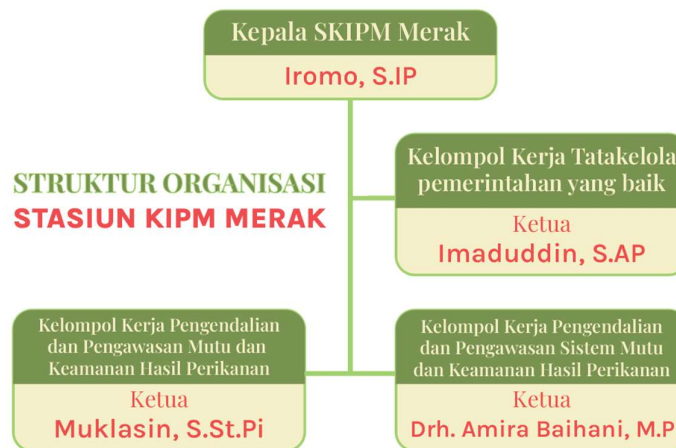 Kepala SKIPM Merak
Iromo, S.IP
STRUKTUR ORGANISASI
STASIUN KIPM MERAK
Kelompol Kerja Tatakelola
pemerintahan yang baik
Ketua
Imaduddin, S.AP
Kelompol Kerja Pengendalian
dan Pengawasan Mutu dan
Keamanan Hasil Perikanan
Ketua
Muklasin, S.St.Pi
Kelompol Kerja Pengendalian
dan Pengawasan Sistem Mutu
dan Keamanan Hasil Perikanan
Ketua
Drh. Amira Baihani, M.P